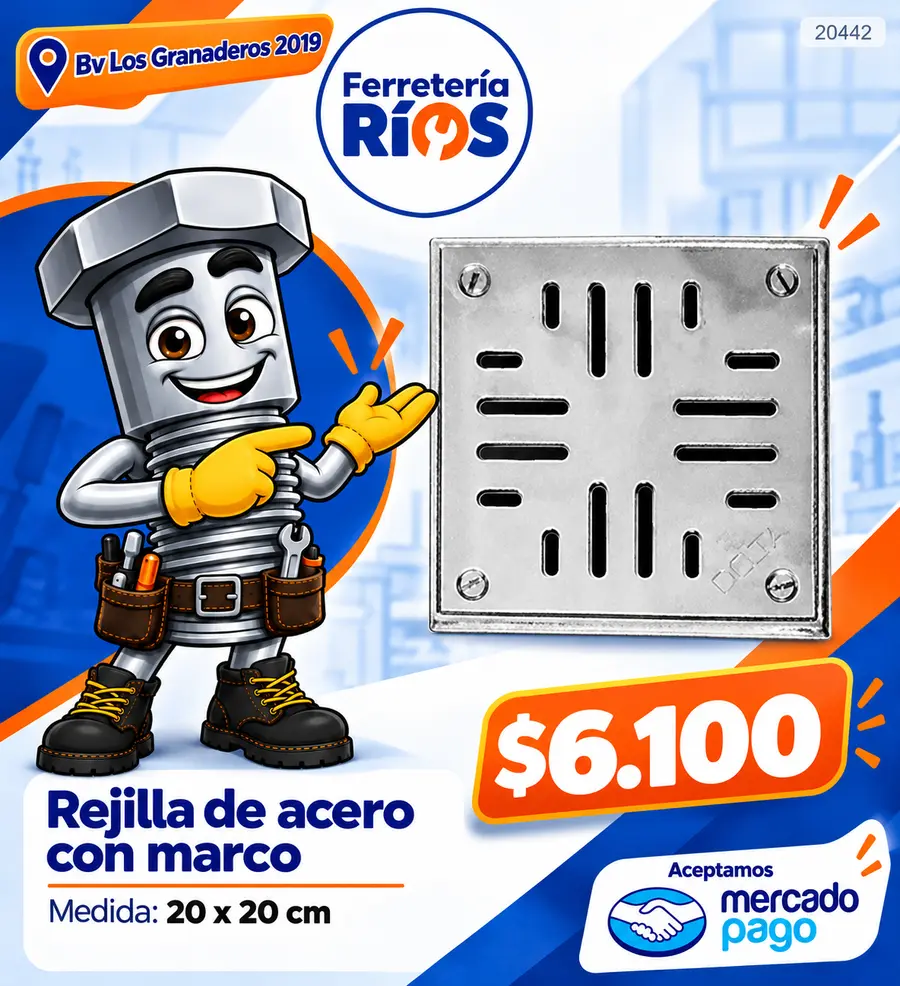 Bv Los Granaderos 2019
Ferretería
RÍOS
20442
$6.100
Rejilla de acero
con marco
Medida: 20 x 20 cm
Aceptamos
mercado
pago